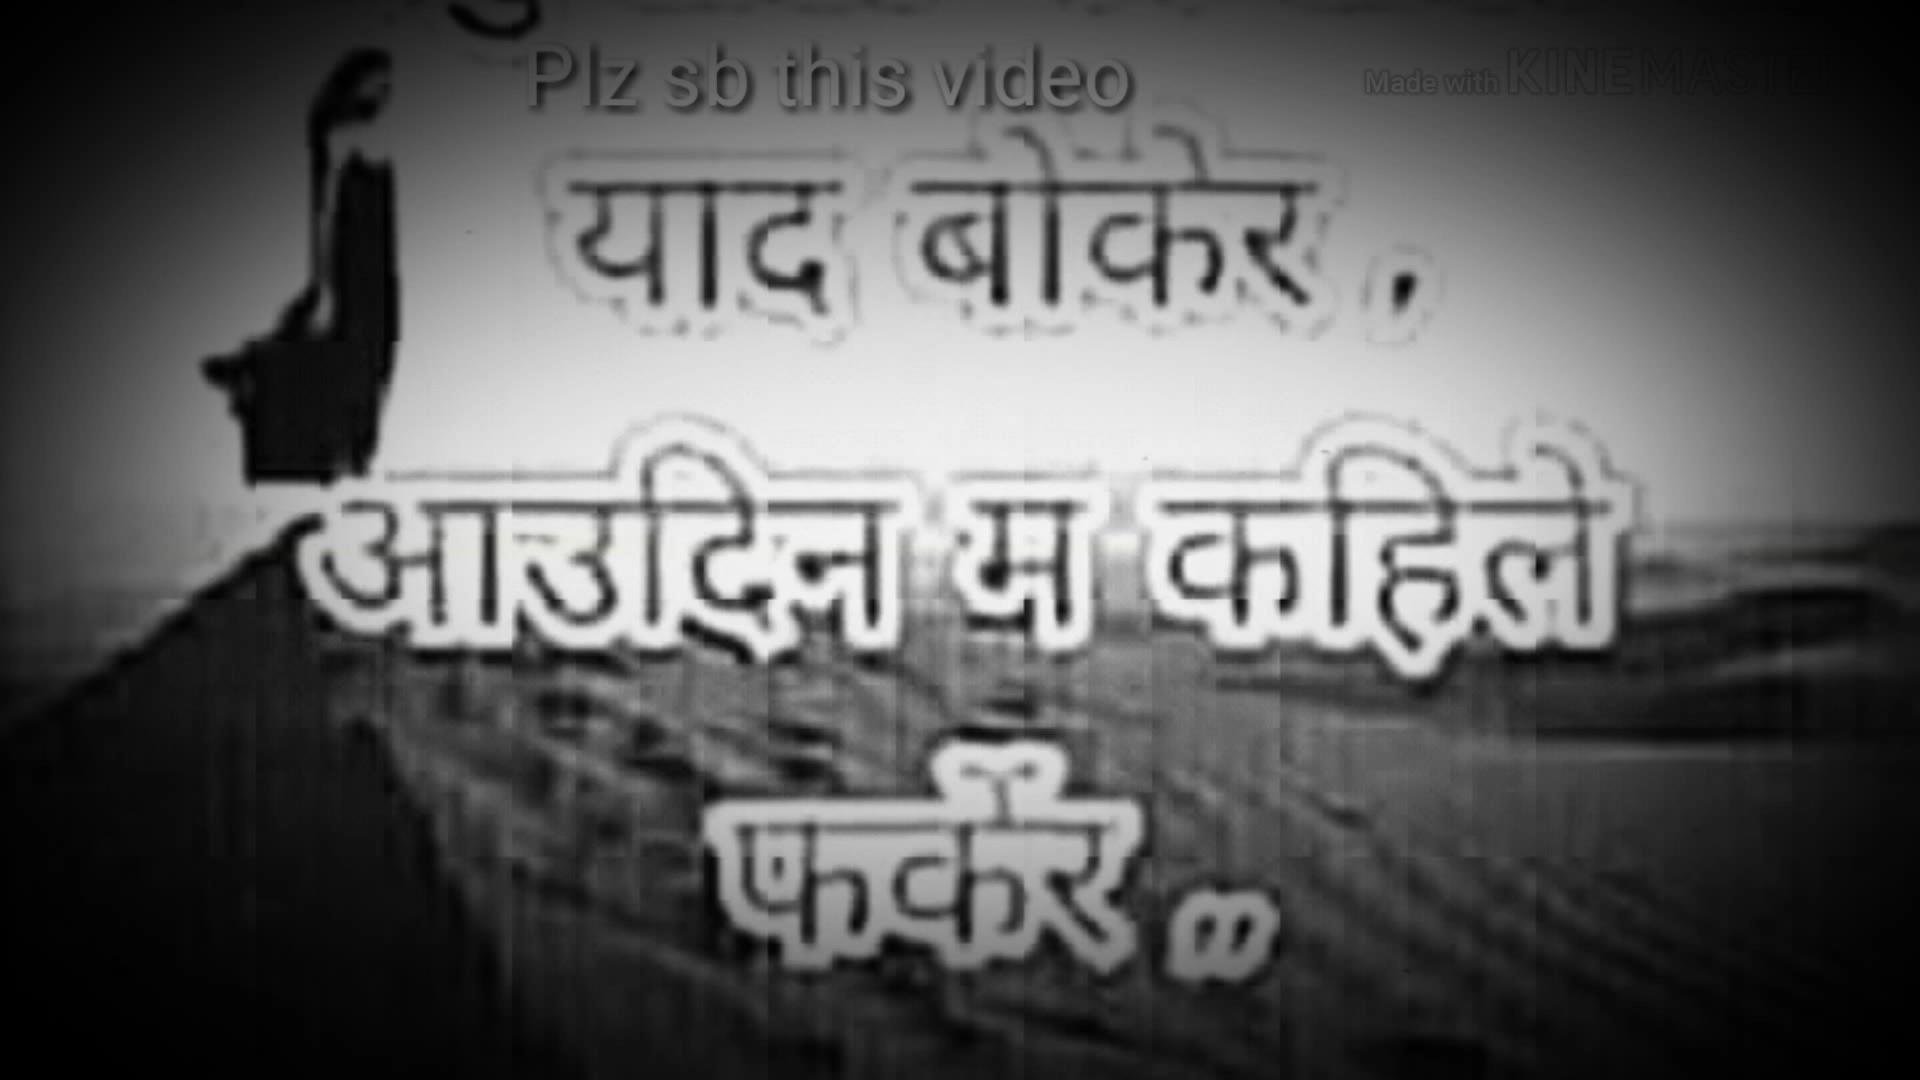 Plz sb this video
Made with KINEMASTER
याद बोकेर ,
आउदिन म कहिले
फर्केर ,,